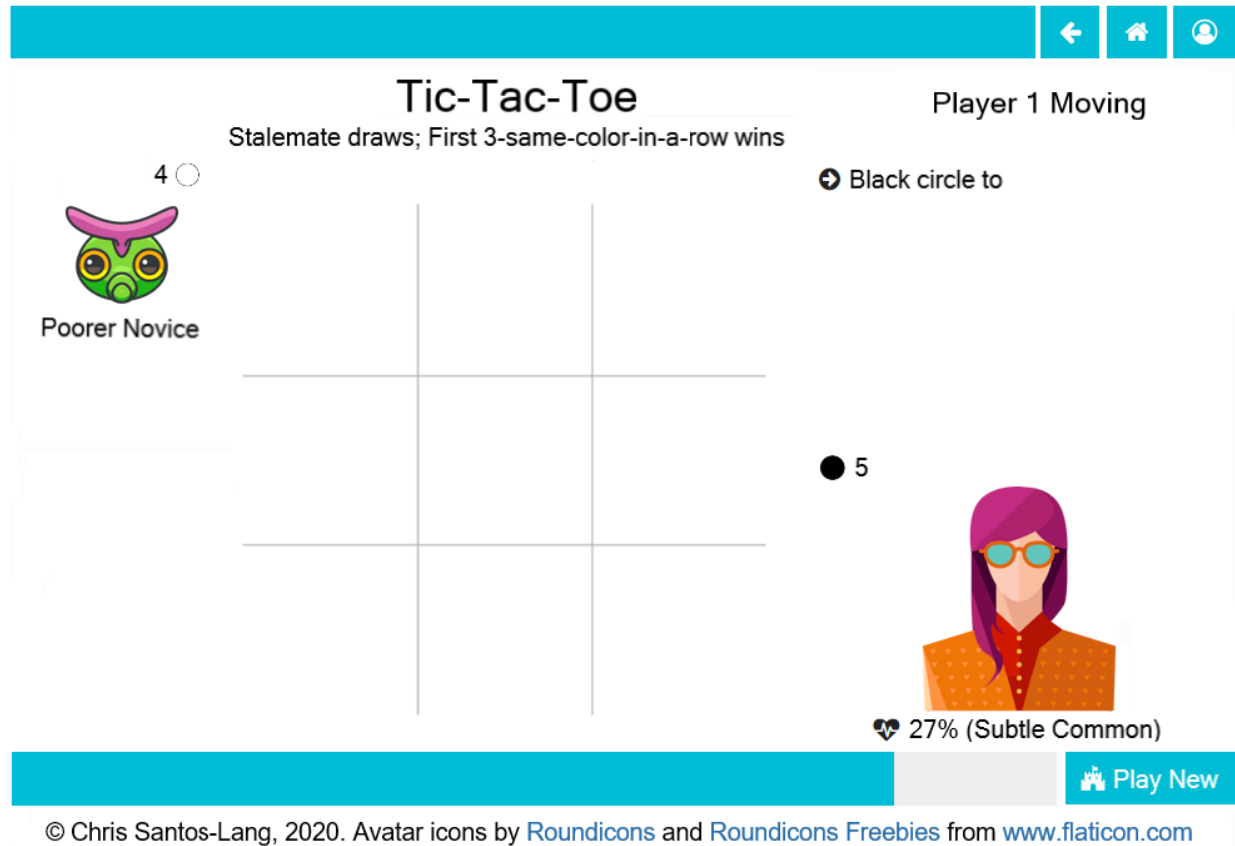 Tic-Tac-Toe
Stalemate draws; First 3-same-color-in-a-row wins
Player 1 Moving
4
Black circle to
Poorer Novice
5
27% (Subtle Common)
Play New
© Chris Santos-Lang, 2020. Avatar icons by Roundicons and Roundicons Freebies from www.flaticon.com